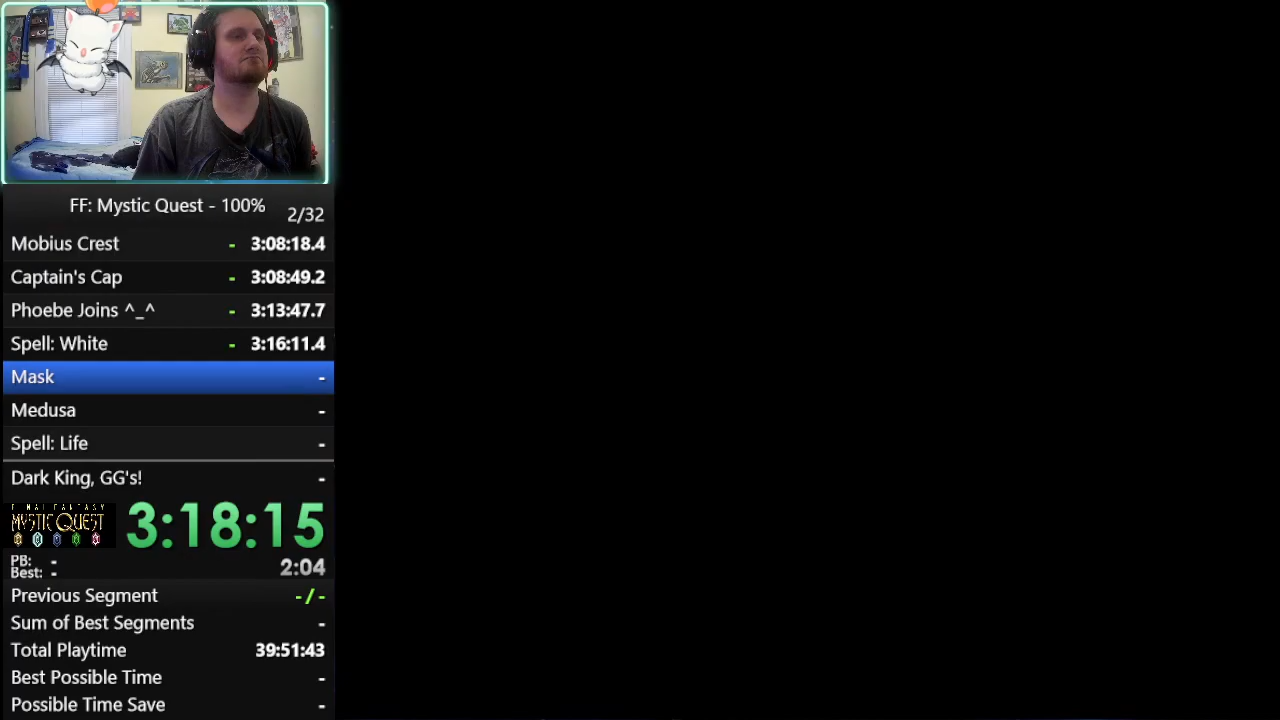 FF: Mystic Quest - 100%
2/32
Mobius Crest - 3:08:18.4
Captain's Cap - 3:08:49.2
Phoebe Joins ^_^ - 3:13:47.7
Spell: White - 3:16:11.4
Mask -
Medusa -
Spell: Life -
Dark King, GG's! -
FINAL FANTASY
MYSTIC QUEST
3:18:15
PB: -
Best: -
2:04
Previous Segment - / -
Sum of Best Segments -
Total Playtime 39:51:43
Best Possible Time -
Possible Time Save -